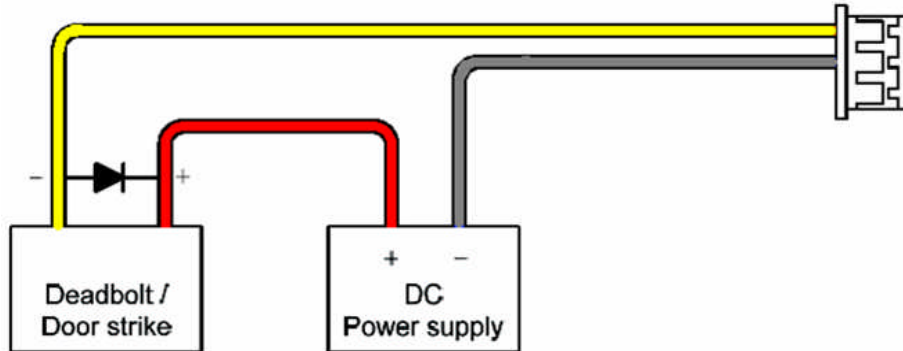 − +
+ −
Deadbolt / DC
Door strike Power supply